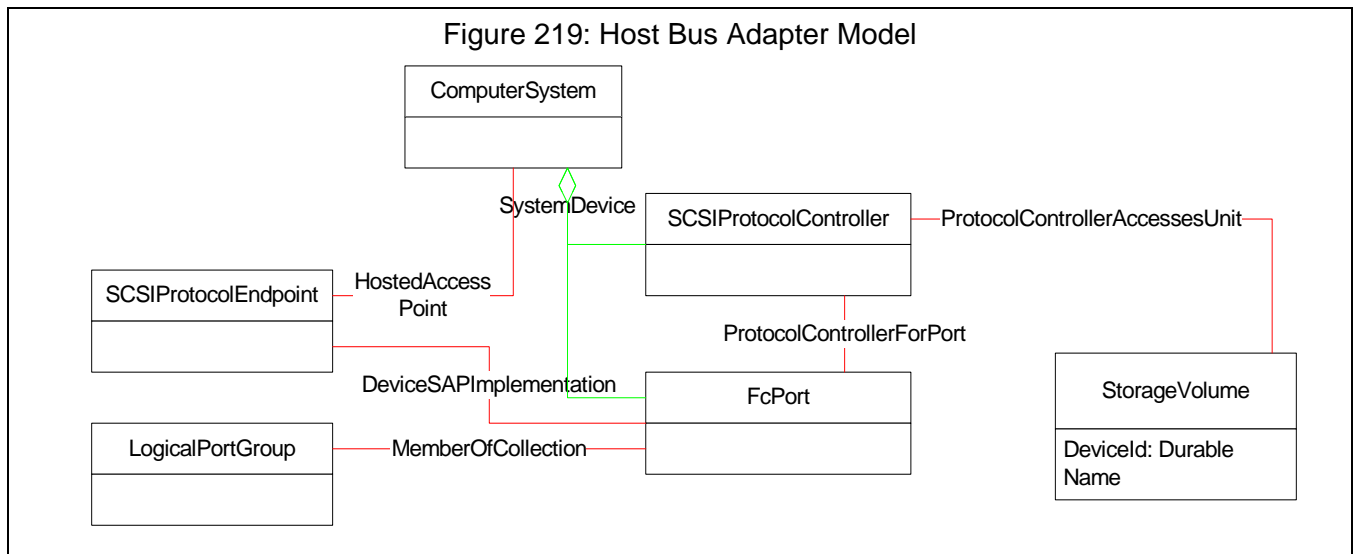 Figure 219: Host Bus Adapter Model
ComputerSystem
SystemDevice
SCSIProtocolController
ProtocolControllerAccessesUnit
SCSIProtocolEndpoint
HostedAccess
Point
ProtocolControllerForPort
DeviceSAPImplementation
FcPort
StorageVolume
LogicalPortGroup
MemberOfCollection
DeviceId: Durable
Name